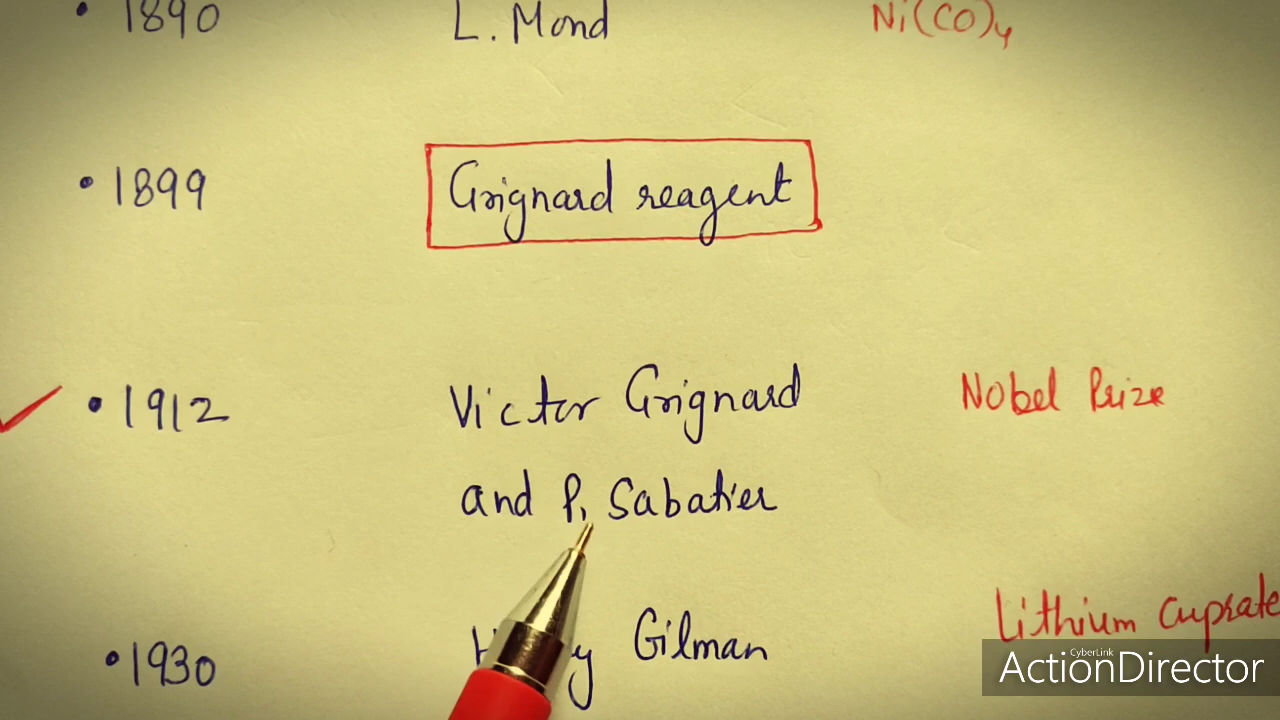 • 1890 L. Mond Ni(CO)4
• 1899 Grignard reagent
• 1912 Victor Grignard Nobel Prize
and P. Sabatier
Lithium cuprate
• 1930 Gilman
CyberLink
ActionDirector